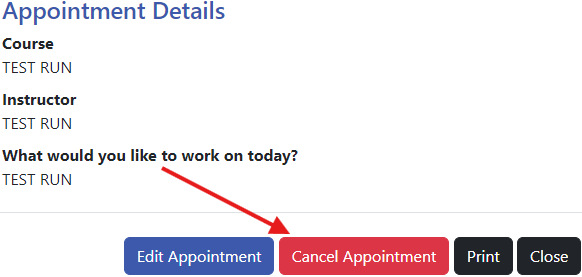 Appointment Details
Course
TEST RUN
Instructor
TEST RUN
What would you like to work on today?
TEST RUN
Edit Appointment Cancel Appointment Print Close